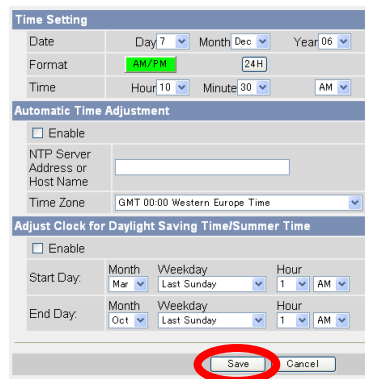 Time Setting
Date Day 7 Month Dec Year 06
Format AM/PM 24H
Time Hour 10 Minute 30 AM
Automatic Time Adjustment
Enable
NTP Server
Address or
Host Name
Time Zone GMT 00:00 Western Europe Time
Adjust Clock for Daylight Saving Time/Summer Time
Enable
Month Weekday Hour
Start Day: Mar Last Sunday 1 AM
Month Weekday Hour
End Day: Oct Last Sunday 1 AM
Save Cancel